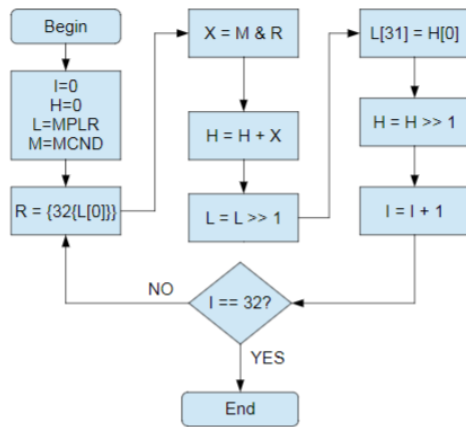 Begin
I=0
H=0
L=MPLR
M=MCND
R = {32{L[0]}}
X = M & R
H = H + X
L = L >> 1
L[31] = H[0]
H = H >> 1
I = I + 1
I == 32?
NO
YES
End